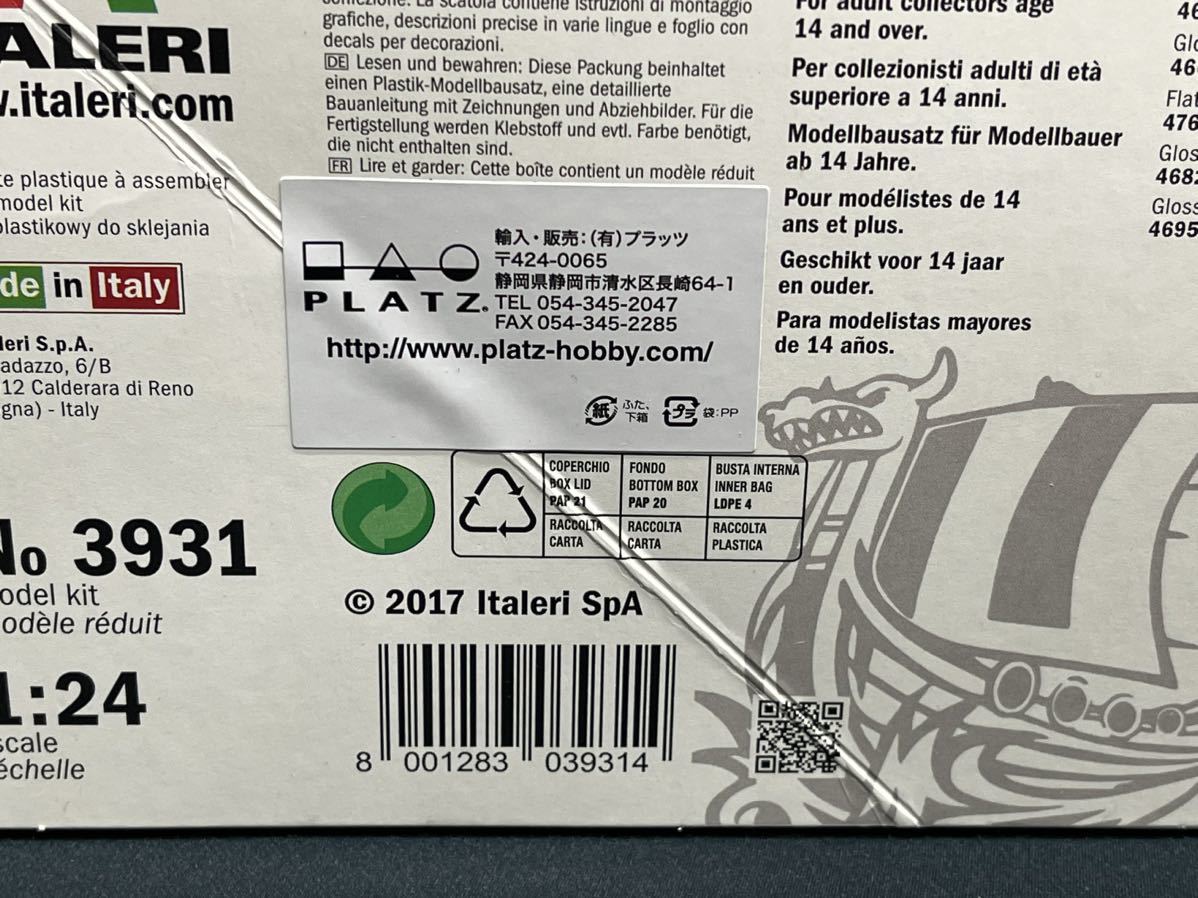 ALERI
.italeri.com
plastique à assembler
model kit
plastikowy do sklejania
de in Italy
leri S.p.A.
adazzo, 6/B
12 Calderara di Reno
gna) - Italy
No 3931
odel kit
odèle réduit
1:24
scale
échelle
confezione. La scatola contiene istruzioni di montaggio
grafiche, descrizioni precise in varie lingue e foglio con
decals per decorazioni.
DE Lesen und bewahren: Diese Packung beinhaltet
einen Plastik-Modellbausatz, eine detaillierte
Bauanleitung mit Zeichnungen und Abziehbilder. Für die
Fertigstellung werden Klebstoff und evtl. Farbe benötigt,
die nicht enthalten sind.
FR Lire et garder: Cette boîte contient un modèle réduit
PLATZ.
輸入・販売:(有)プラッツ
〒424-0065
静岡県静岡市清水区長崎64-1
TEL 054-345-2047
FAX 054-345-2285
http://www.platz-hobby.com/
紙 ふた、
下箱
プラ 袋:PP
COPERCHIO
BOX LID
PAP 21
RACCOLTA
CARTA
FONDO
BOTTOM BOX
PAP 20
RACCOLTA
CARTA
BUSTA INTERNA
INNER BAG
LDPE 4
RACCOLTA
PLASTICA
© 2017 Italeri SpA
8 001283 039314
For adult collectors age
14 and over.
Per collezionisti adulti di età
superiore a 14 anni.
Modellbausatz für Modellbauer
ab 14 Jahre.
Pour modélistes de 14
ans et plus.
Geschikt voor 14 jaar
en ouder.
Para modelistas mayores
de 14 años.
46
Glo
46
Flat
476
Glos
4682
Gloss
4695